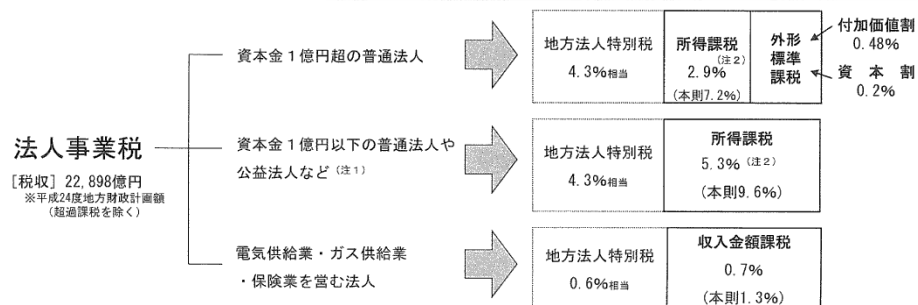 資本金1億円超の普通法人
地方法人特別税
4.3%相当
所得課税
(注2)
2.9%
(本則7.2%)
外形
標準
課税
付加価値割
0.48%
資本割
0.2%
法人事業税
[税収] 22,898億円
※平成24度地方財政計画額
(超過課税を除く)
資本金1億円以下の普通法人や
公益法人など(注1)
地方法人特別税
4.3%相当
所得課税
5.3%(注2)
(本則9.6%)
電気供給業・ガス供給業
・保険業を営む法人
地方法人特別税
0.6%相当
収入金額課税
0.7%
(本則1.3%)